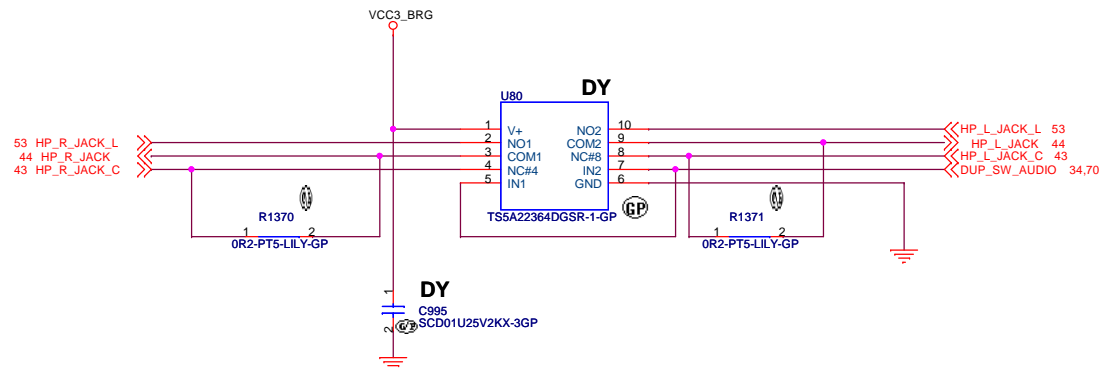 VCC3_BRG
U80
DY
1 V+ NO2 10
53 HP_R_JACK_L 2 NO1 COM2 9 HP_L_JACK_L 53
44 HP_R_JACK 3 COM1 NC#8 8 HP_L_JACK 44
43 HP_R_JACK_C 4 NC#4 IN2 7 HP_L_JACK_C 43
5 IN1 GND 6 DUP_SW_AUDIO 34,70
TS5A22364DGSR-1-GP
GP
R1370
1 2
0R2-PT5-LILY-GP
R1371
1 2
0R2-PT5-LILY-GP
1
DY
C995
SCD01U25V2KX-3GP
2